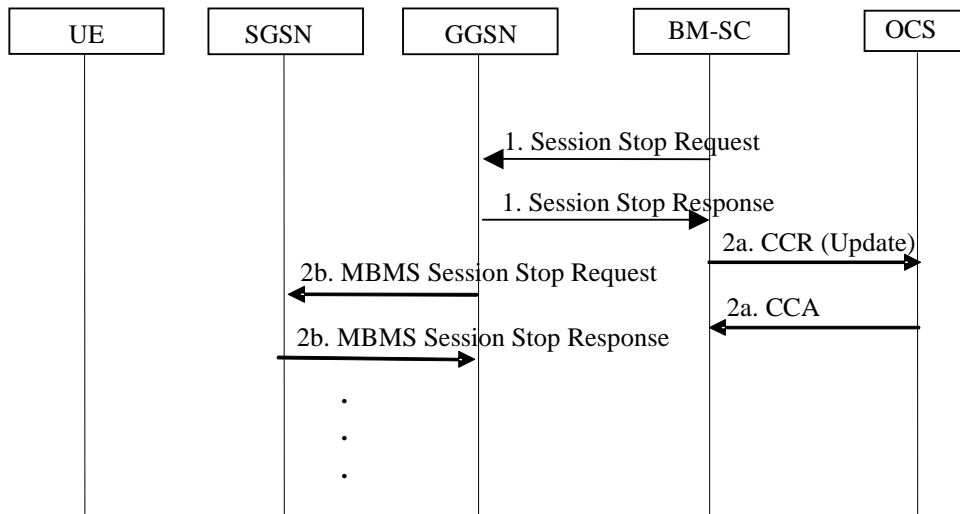 UE
SGSN
GGSN
BM-SC
OCS
1. Session Stop Request
1. Session Stop Response
2a. CCR (Update)
2b. MBMS Session Stop Request
2a. CCA
2b. MBMS Session Stop Response
.
.
.